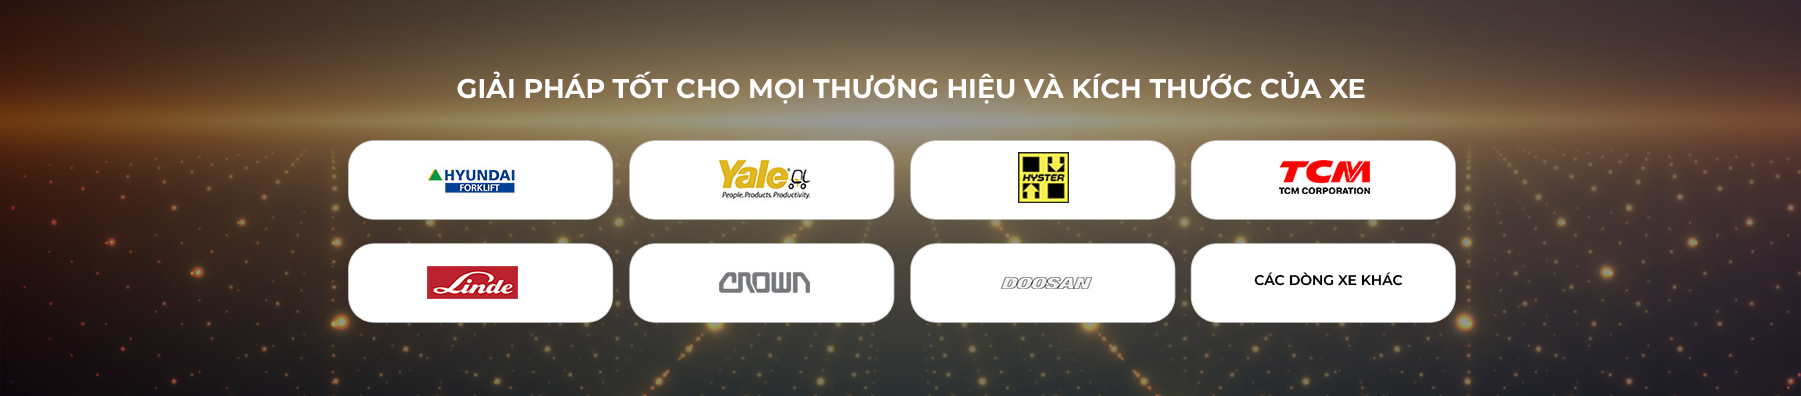 GIẢI PHÁP TỐT CHO MỌI THƯƠNG HIỆU VÀ KÍCH THƯỚC CỦA XE
HYUNDAI
FORKLIFT
Yale
People. Products. Productivity.
HYSTER
TCM
TCM CORPORATION
Linde
CROWN
DOOSAN
CÁC DÒNG XE KHÁC